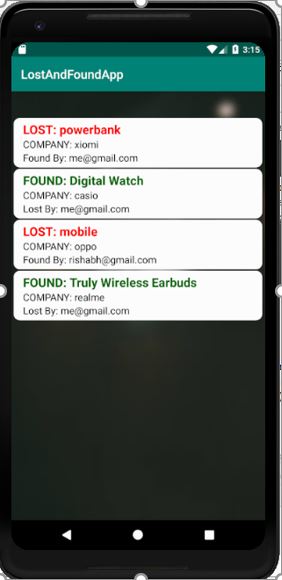 3:15
LostAndFoundApp
LOST: powerbank
COMPANY: xiomi
Found By: me@gmail.com
FOUND: Digital Watch
COMPANY: casio
Lost By: me@gmail.com
LOST: mobile
COMPANY: oppo
Found By: rishabh@gmail.com
FOUND: Truly Wireless Earbuds
COMPANY: realme
Lost By: me@gmail.com